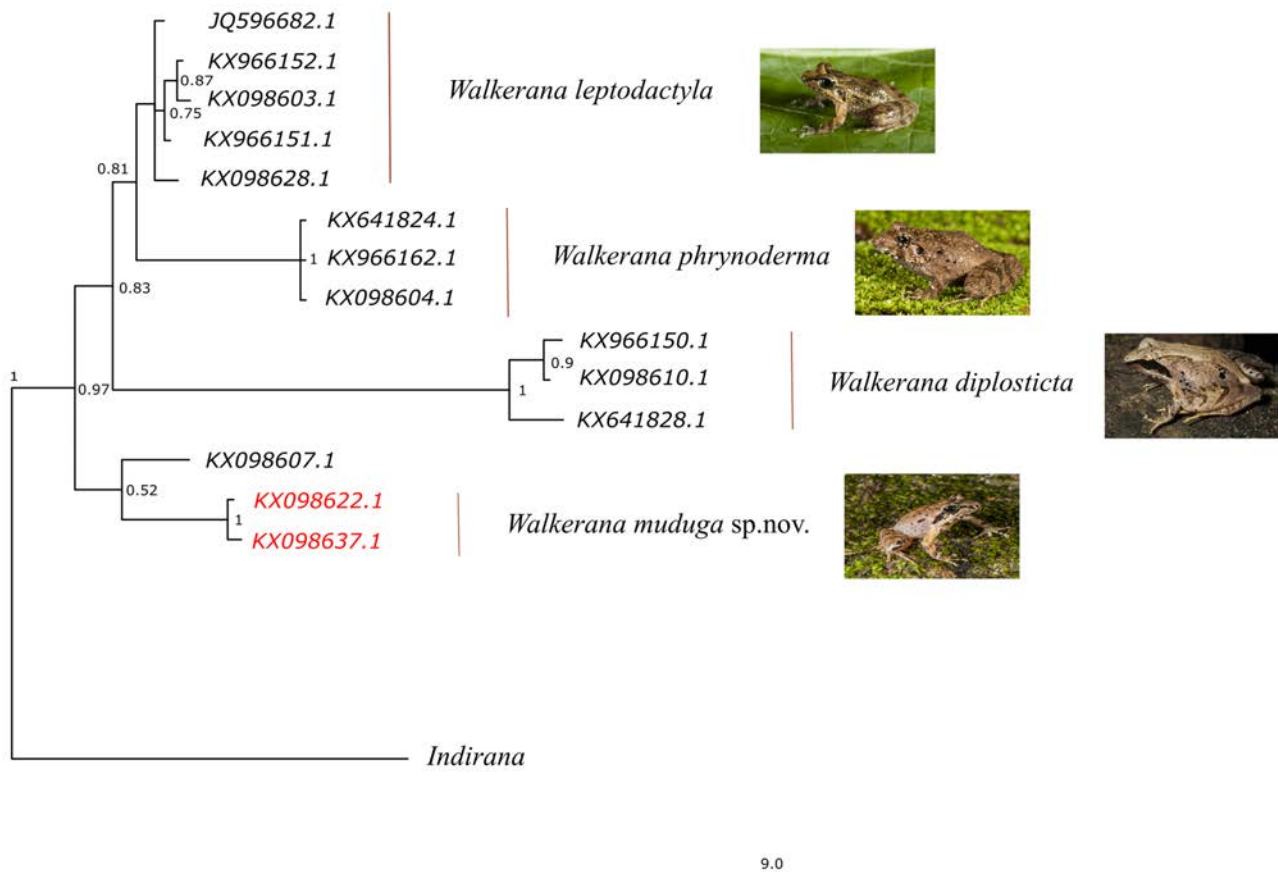 JQ596682.1
KX966152.1
0.87
KX098603.1
0.75
KX966151.1
KX098628.1
Walkerana leptodactyla
0.81
KX641824.1
KX966162.1
1
KX098604.1
Walkerana phrynoderma
0.83
KX966150.1
0.9
KX098610.1
1
KX641828.1
Walkerana diplosticta
1
0.97
KX098607.1
0.52
KX098622.1
1
KX098637.1
Walkerana muduga sp.nov.
Indirana
9.0